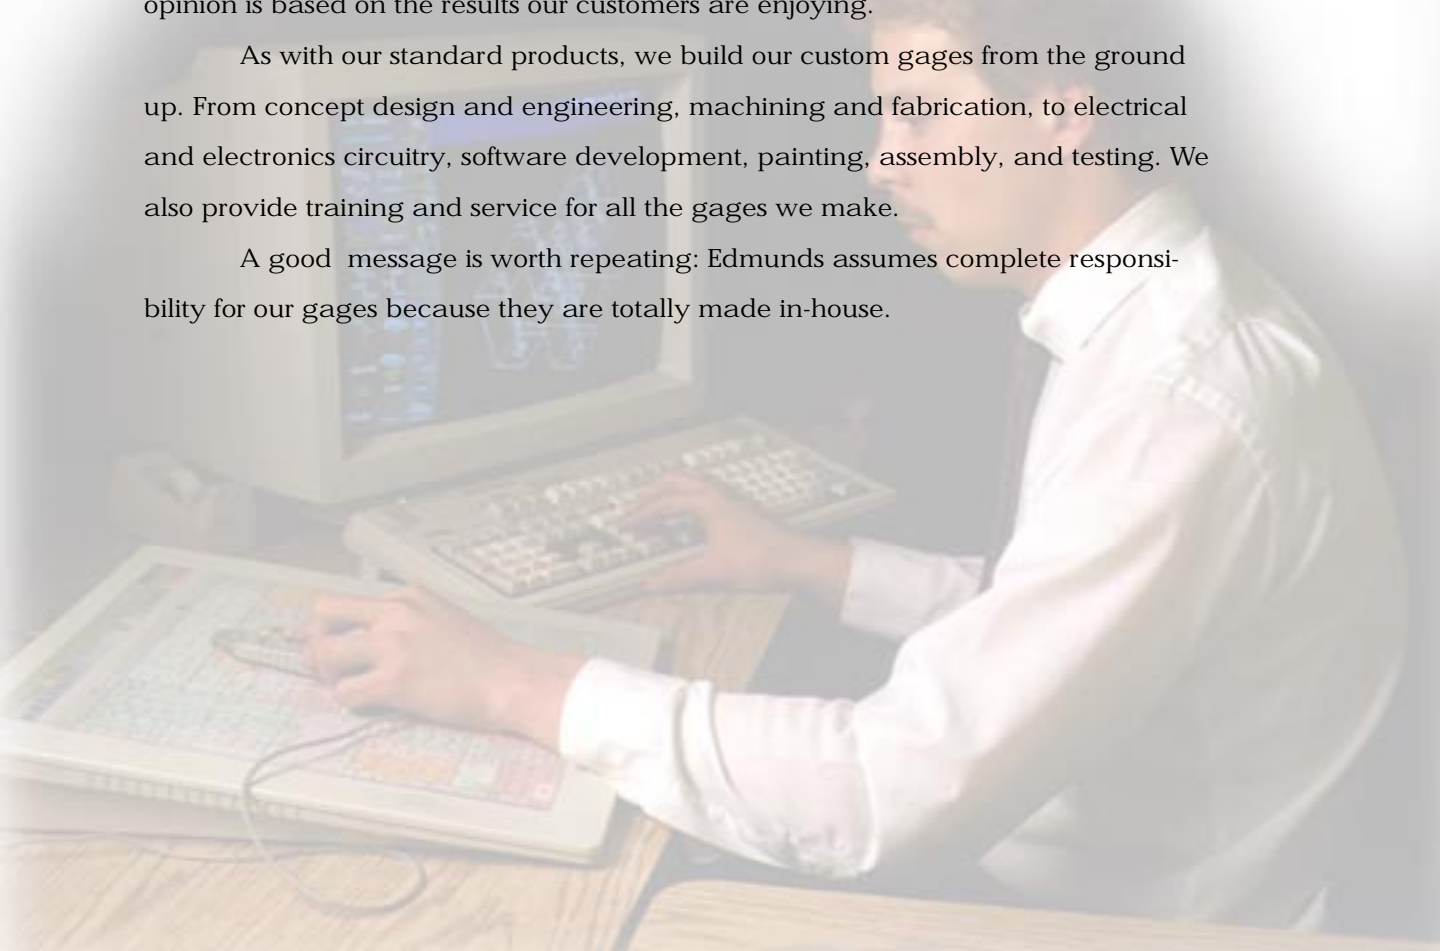 opinion is based on the results our customers are enjoying.
As with our standard products, we build our custom gages from the ground
up. From concept design and engineering, machining and fabrication, to electrical
and electronics circuitry, software development, painting, assembly, and testing. We
also provide training and service for all the gages we make.
A good  message is worth repeating: Edmunds assumes complete responsi-
bility for our gages because they are totally made in-house.